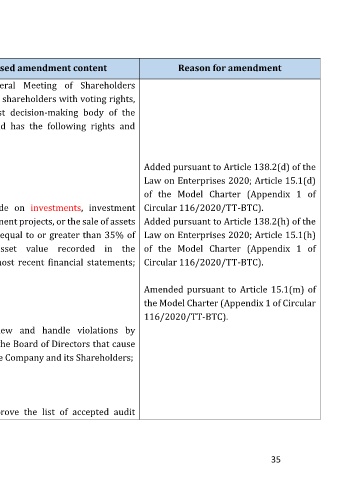 sed amendment content
Reason for amendment
eral Meeting of Shareholders
shareholders with voting rights,
st decision-making body of the
d has the following rights and
de on investments, investment
ment projects, or the sale of assets
equal to or greater than 35% of
sset value recorded in the
most recent financial statements;
ew and handle violations by
he Board of Directors that cause
e Company and its Shareholders;
rove the list of accepted audit
Added pursuant to Article 138.2(d) of the
Law on Enterprises 2020; Article 15.1(d)
of the Model Charter (Appendix 1 of
Circular 116/2020/TT-BTC).
Added pursuant to Article 138.2(h) of the
Law on Enterprises 2020; Article 15.1(h)
of the Model Charter (Appendix 1 of
Circular 116/2020/TT-BTC).
Amended pursuant to Article 15.1(m) of
the Model Charter (Appendix 1 of Circular
116/2020/TT-BTC).
35